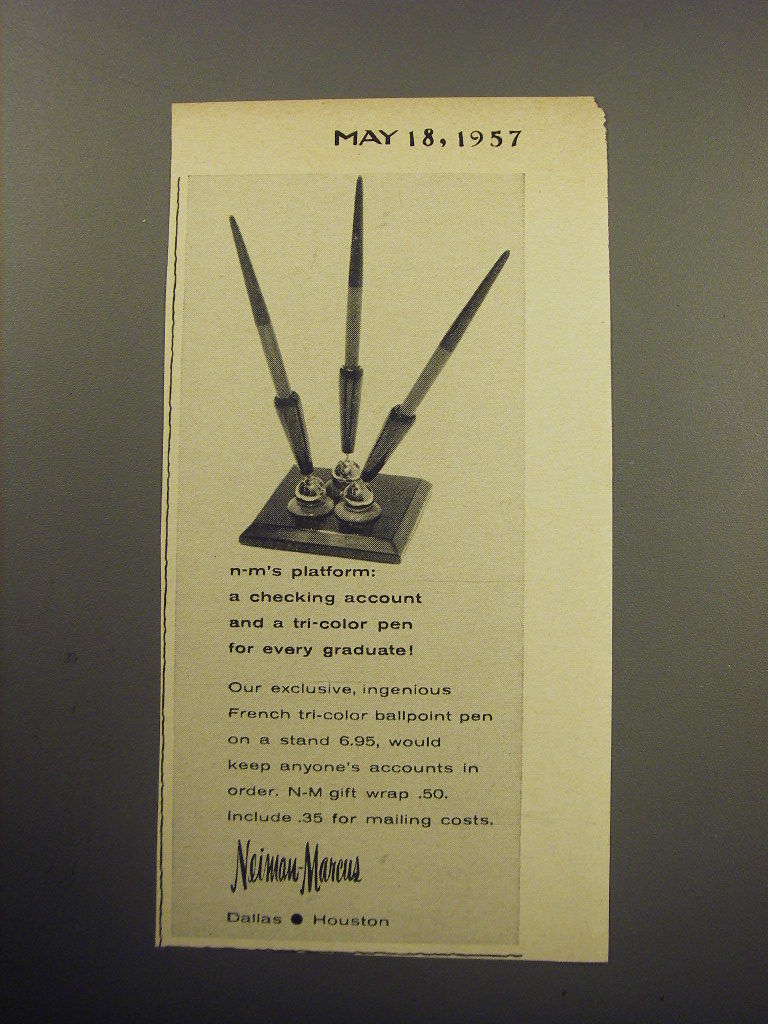 MAY 18, 1957
n-m's platform:
a checking account
and a tri-color pen
for every graduate!
Our exclusive, ingenious
French tri-color ballpoint pen
on a stand 6.95, would
keep anyone's accounts in
order. N-M gift wrap .50.
Include .35 for mailing costs.
Neiman-Marcus
Dallas ● Houston